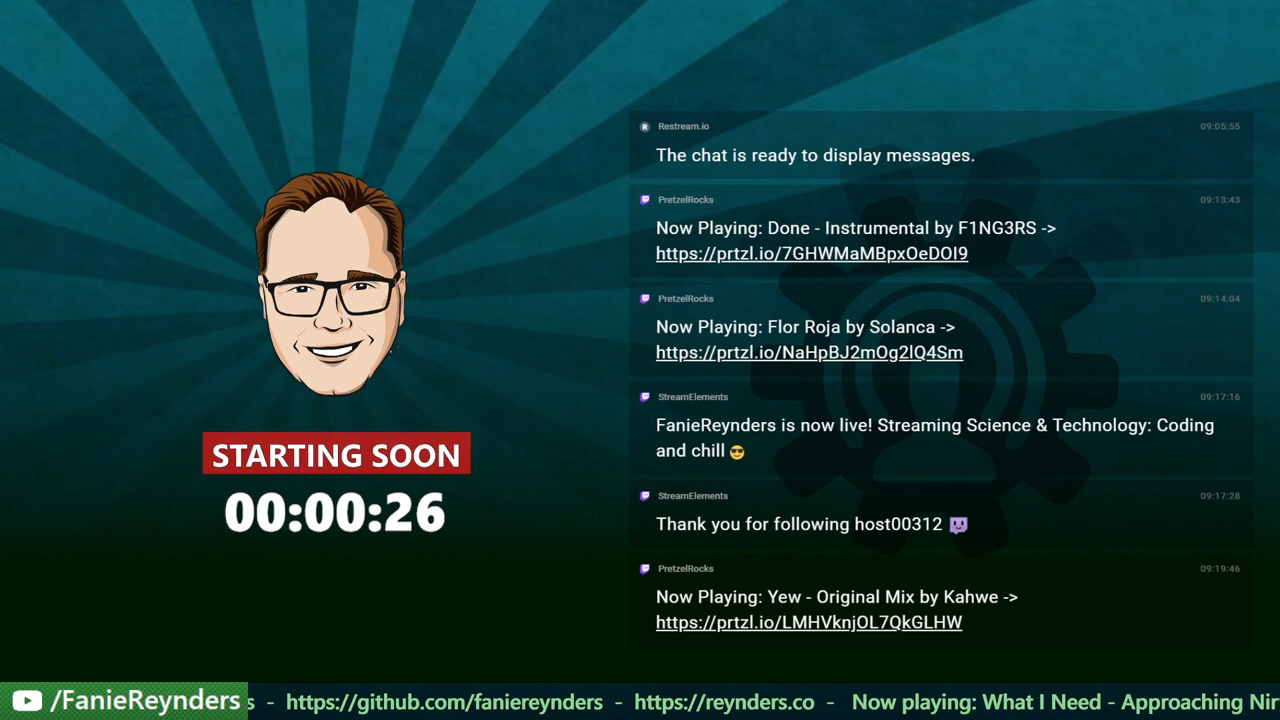 Restream.io 09:05:55
The chat is ready to display messages.
PretzelRocks 09:13:43
Now Playing: Done - Instrumental by F1NG3RS ->
https://prtzl.io/7GHWMaMBpxOeDOI9
PretzelRocks 09:14:04
Now Playing: Flor Roja by Solanca ->
https://prtzl.io/NaHpBJ2mOg2lQ4Sm
StreamElements 09:17:16
FanieReynders is now live! Streaming Science & Technology: Coding
and chill 😎
StreamElements 09:17:28
Thank you for following host00312
PretzelRocks 09:19:46
Now Playing: Yew - Original Mix by Kahwe ->
https://prtzl.io/LMHVknjOL7QkGLHW
STARTING SOON
00:00:26
/FanieReynders s - https://github.com/faniereynders - https://reynders.co - Now playing: What I Need - Approaching Nir